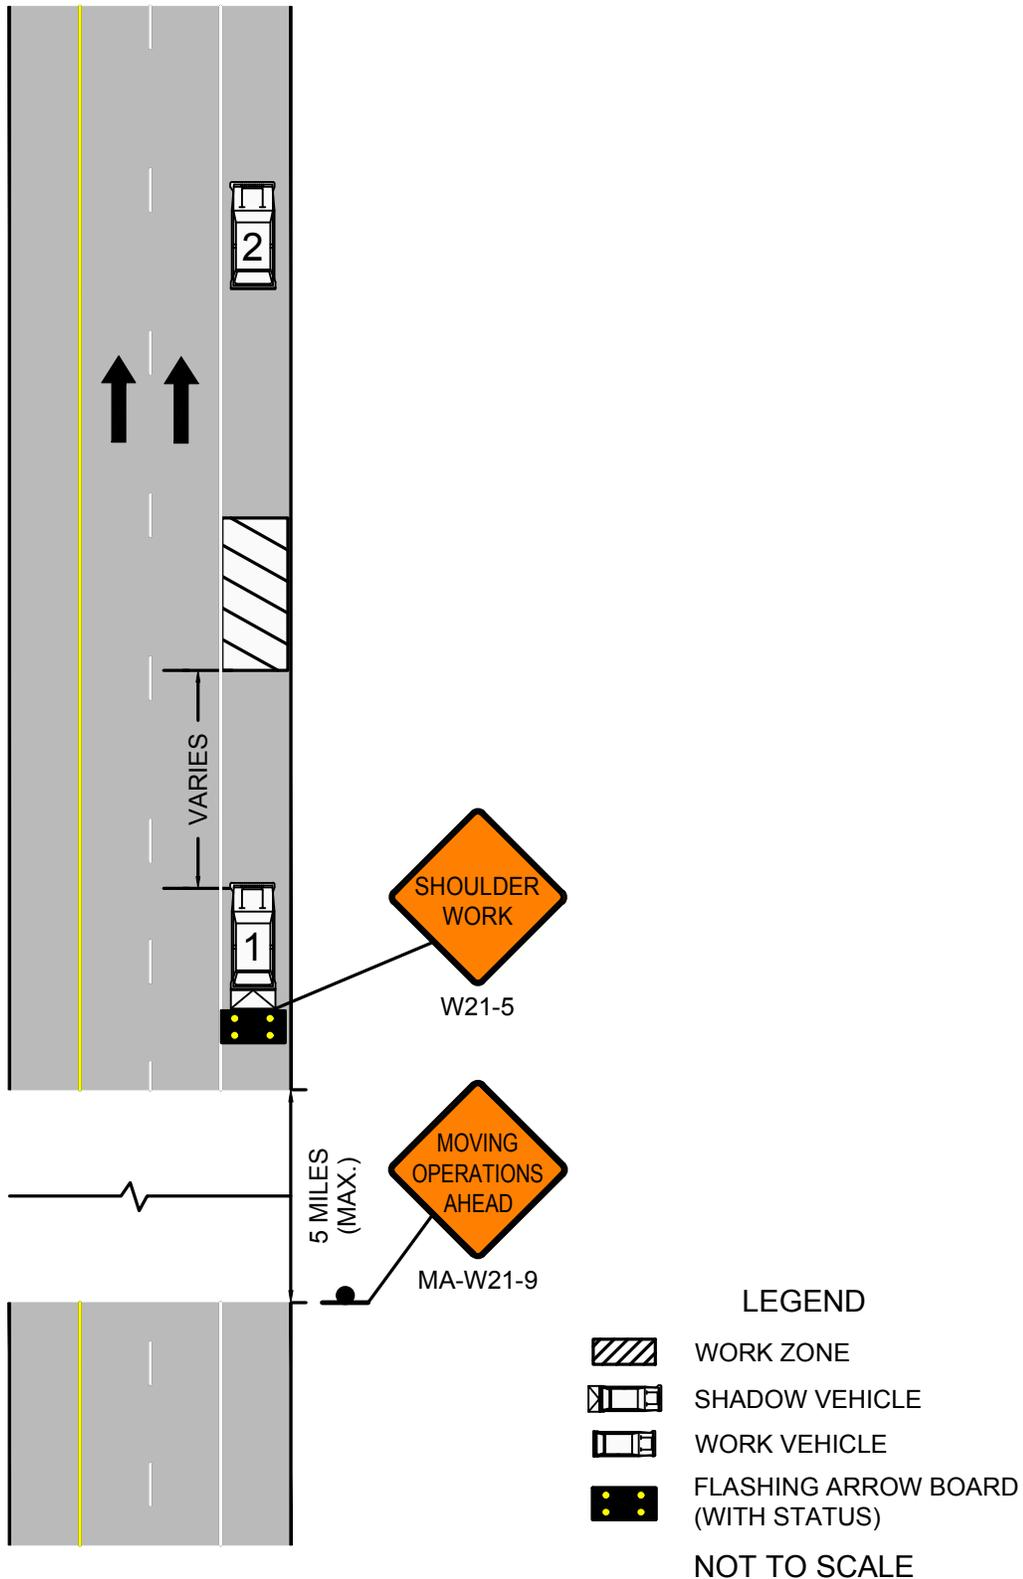 2
VARIES
1
SHOULDER
WORK
W21-5
5 MILES
(MAX.)
MOVING
OPERATIONS
AHEAD
MA-W21-9
LEGEND
WORK ZONE
SHADOW VEHICLE
WORK VEHICLE
FLASHING ARROW BOARD
(WITH STATUS)
NOT TO SCALE